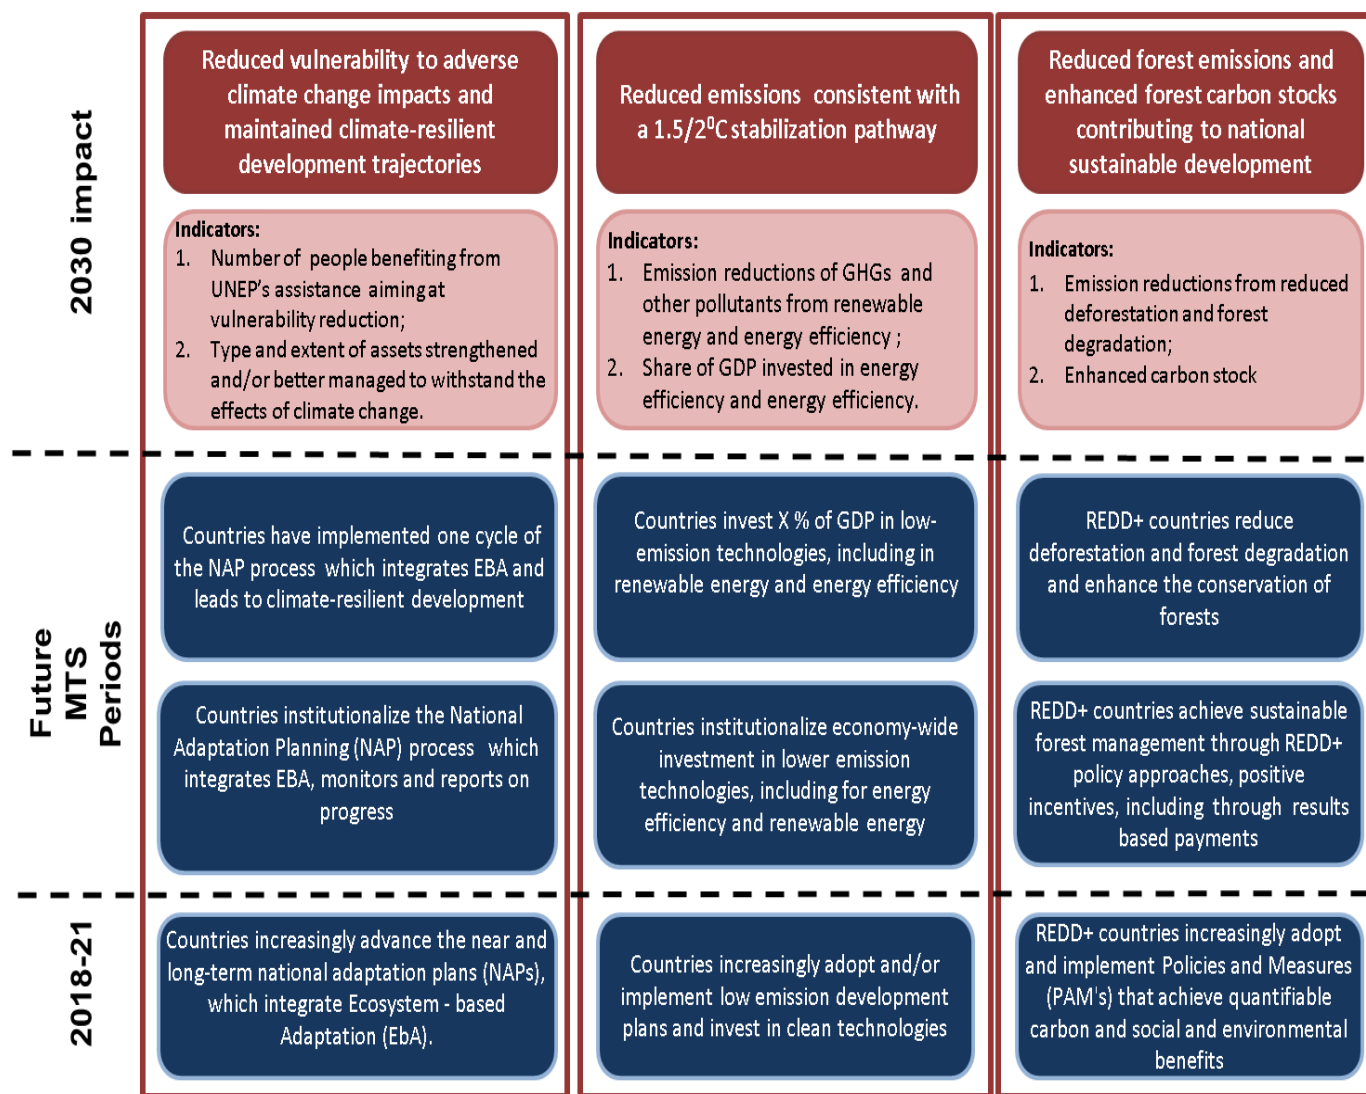 2030 impact
Reduced vulnerability to adverse
climate change impacts and
maintained climate-resilient
development trajectories
Indicators:
1. Number of people benefiting from
UNEP's assistance aiming at
vulnerability reduction;
2. Type and extent of assets strengthened
and/or better managed to withstand the
effects of climate change.
Reduced emissions consistent with
a 1.5/2⁰C stabilization pathway
Indicators:
1. Emission reductions of GHGs and
other pollutants from renewable
energy and energy efficiency ;
2. Share of GDP invested in energy
efficiency and energy efficiency.
Reduced forest emissions and
enhanced forest carbon stocks
contributing to national
sustainable development
Indicators:
1. Emission reductions from reduced
deforestation and forest
degradation;
2. Enhanced carbon stock
Future
MTS
Periods
Countries have implemented one cycle of
the NAP process which integrates EBA and
leads to climate-resilient development
Countries invest X % of GDP in low-
emission technologies, including in
renewable energy and energy efficiency
REDD+ countries reduce
deforestation and forest degradation
and enhance the conservation of
forests
Countries institutionalize the National
Adaptation Planning (NAP) process which
integrates EBA, monitors and reports on
progress
Countries institutionalize economy-wide
investment in lower emission
technologies, including for energy
efficiency and renewable energy
REDD+ countries achieve sustainable
forest management through REDD+
policy approaches, positive
incentives, including through results
based payments
2018-21
Countries increasingly advance the near and
long-term national adaptation plans (NAPs),
which integrate Ecosystem - based
Adaptation (EbA).
Countries increasingly adopt and/or
implement low emission development
plans and invest in clean technologies
REDD+ countries increasingly adopt
and implement Policies and Measures
(PAM's) that achieve quantifiable
carbon and social and environmental
benefits